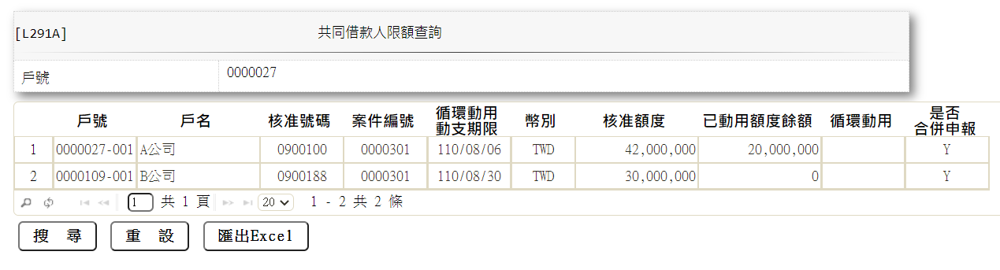 [L291A] 共同借款人限額查詢
戶號 0000027
戶號 戶名 核准號碼 案件編號 循環動用 動支期限 幣別 核准額度 已動用額度餘額 循環動用 是否 合併申報
1 0000027-001 A公司 0900100 0000301 110/08/06 TWD 42,000,000 20,000,000 Y
2 0000109-001 B公司 0900188 0000301 110/08/30 TWD 30,000,000 0 Y
1 共 1 頁 20 1 - 2 共 2 條
搜 尋 重 設 匯出Excel